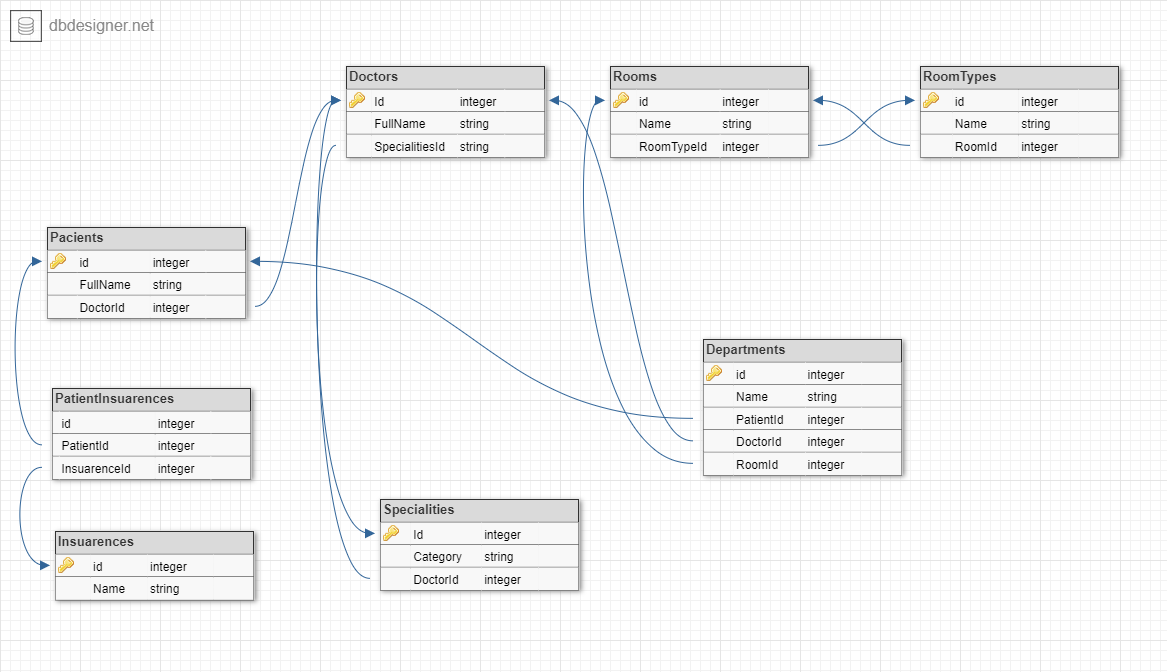 dbdesigner.net
Doctors
Id integer
FullName string
SpecialitiesId string
Rooms
id integer
Name string
RoomTypeId integer
RoomTypes
id integer
Name string
RoomId integer
Pacients
id integer
FullName string
DoctorId integer
Departments
id integer
Name string
PatientId integer
DoctorId integer
RoomId integer
PatientInsuarences
id integer
PatientId integer
InsuarenceId integer
Specialities
Id integer
Category string
DoctorId integer
Insuarences
id integer
Name string